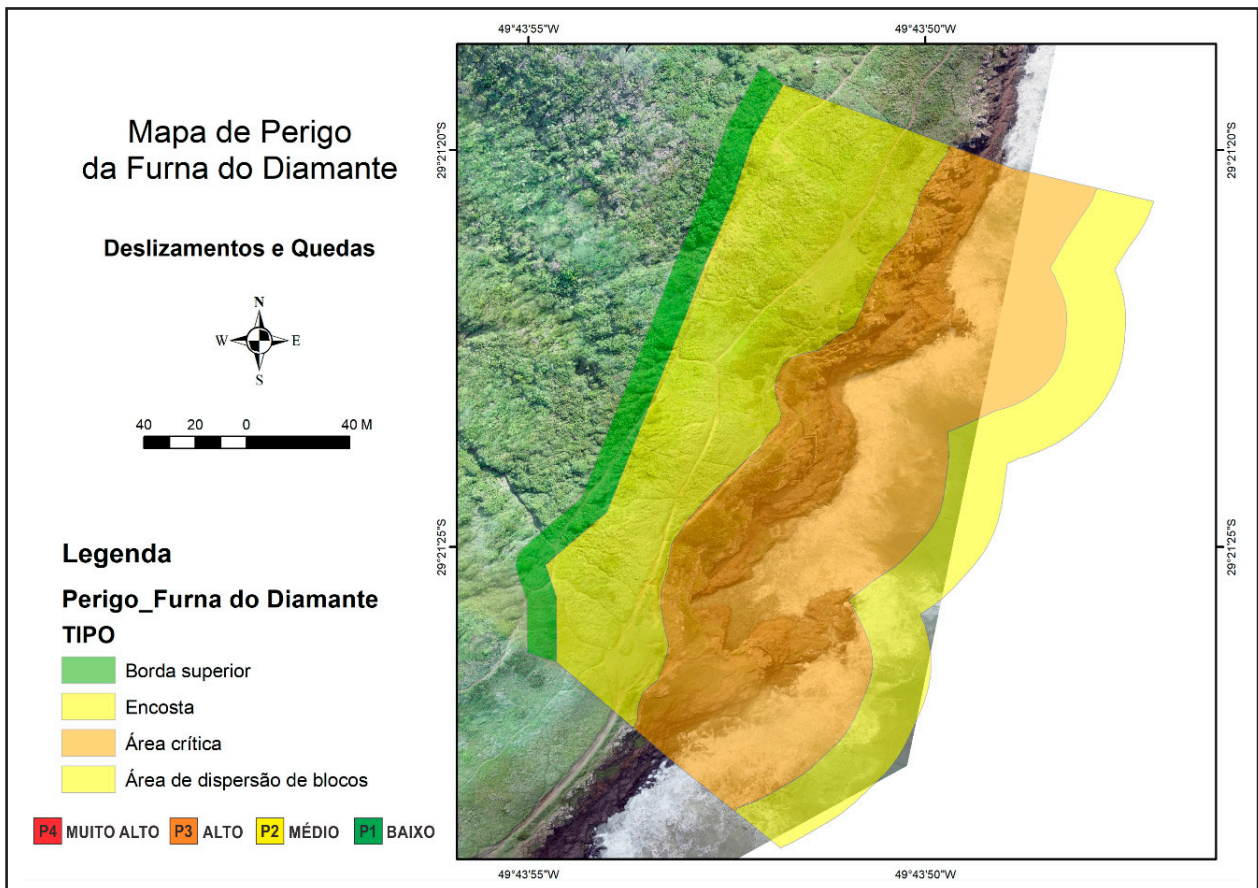 Mapa de Perigo
da Furna do Diamante
Deslizamentos e Quedas
N
W E
S
40 20 0 40 M
Legenda
Perigo_Furna do Diamante
TIPO
Borda superior
Encosta
Área crítica
Área de dispersão de blocos
P4 MUITO ALTO P3 ALTO P2 MÉDIO P1 BAIXO
49°43'55"W 49°43'50"W
29°21'20"S 29°21'20"S
29°21'25"S 29°21'25"S
49°43'55"W 49°43'50"W